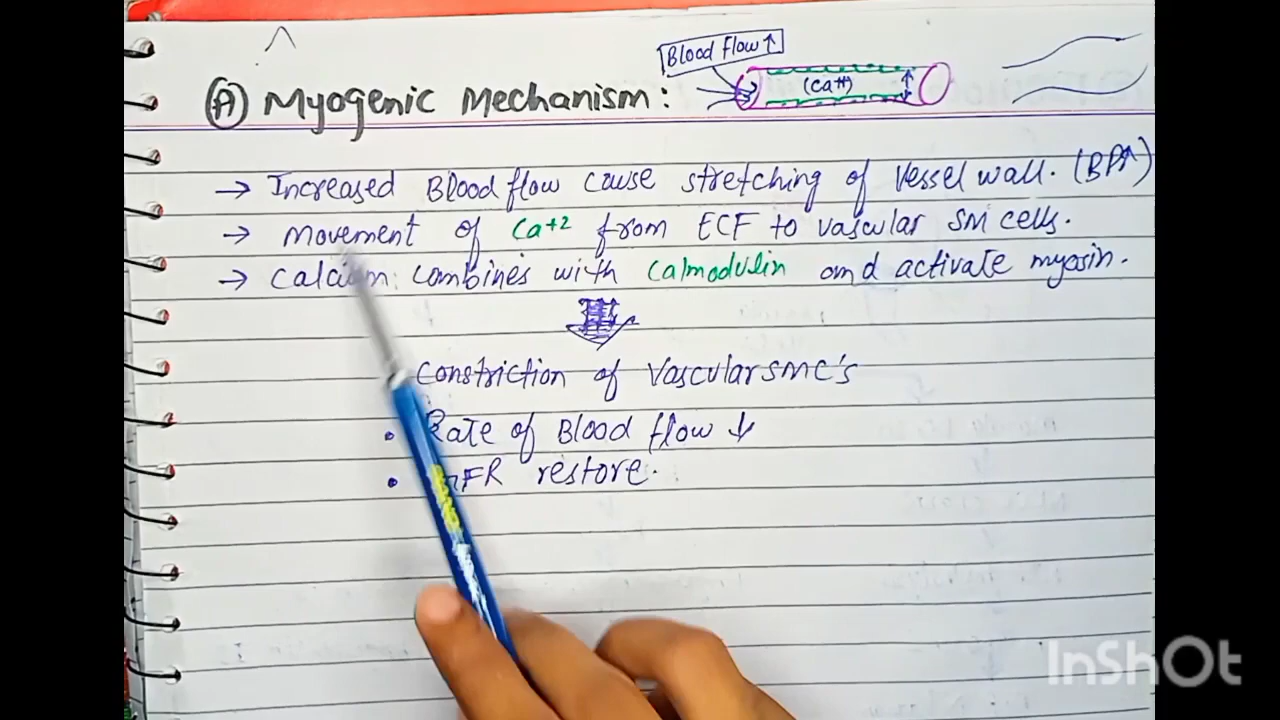 Blood flow ↑
(A) Myogenic Mechanism:
(Ca++)
→ Increased Blood flow cause stretching of vessel wall. (BP↑)
→ movement of Ca+2 from ECF to vascular SM cells.
→ Calcium combines with Calmodulin and activate myosin.
Constriction of vascular SMC's
• Rate of Blood flow ↓
• GFR restore.
InShOt